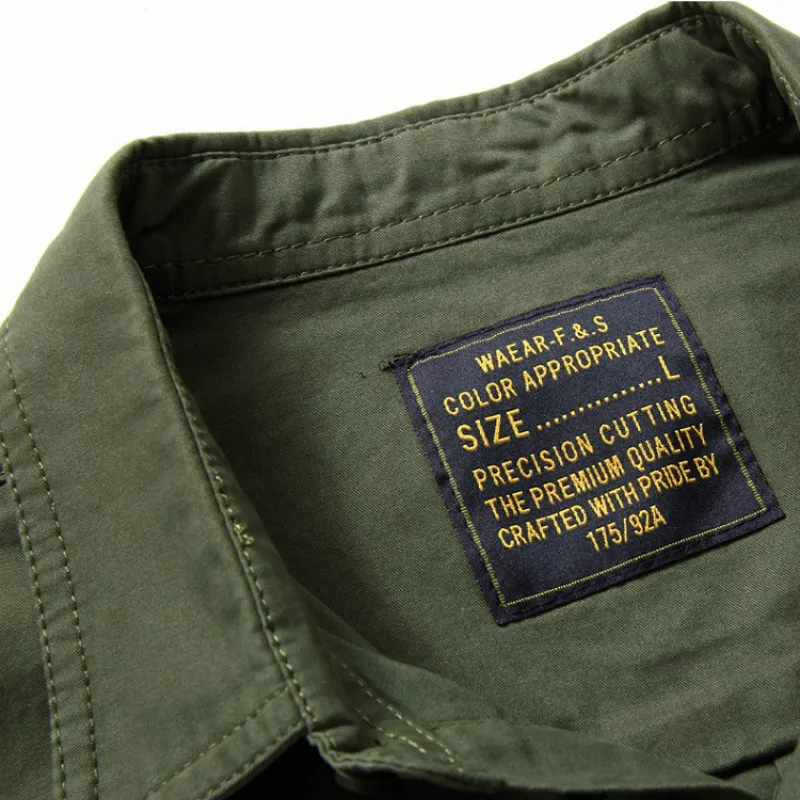 WAEAR-F.&.S
COLOR APPROPRIATE
SIZE...............L
PRECISION CUTTING
THE PREMIUM QUALITY
CRAFTED WITH PRIDE BY
175/92A